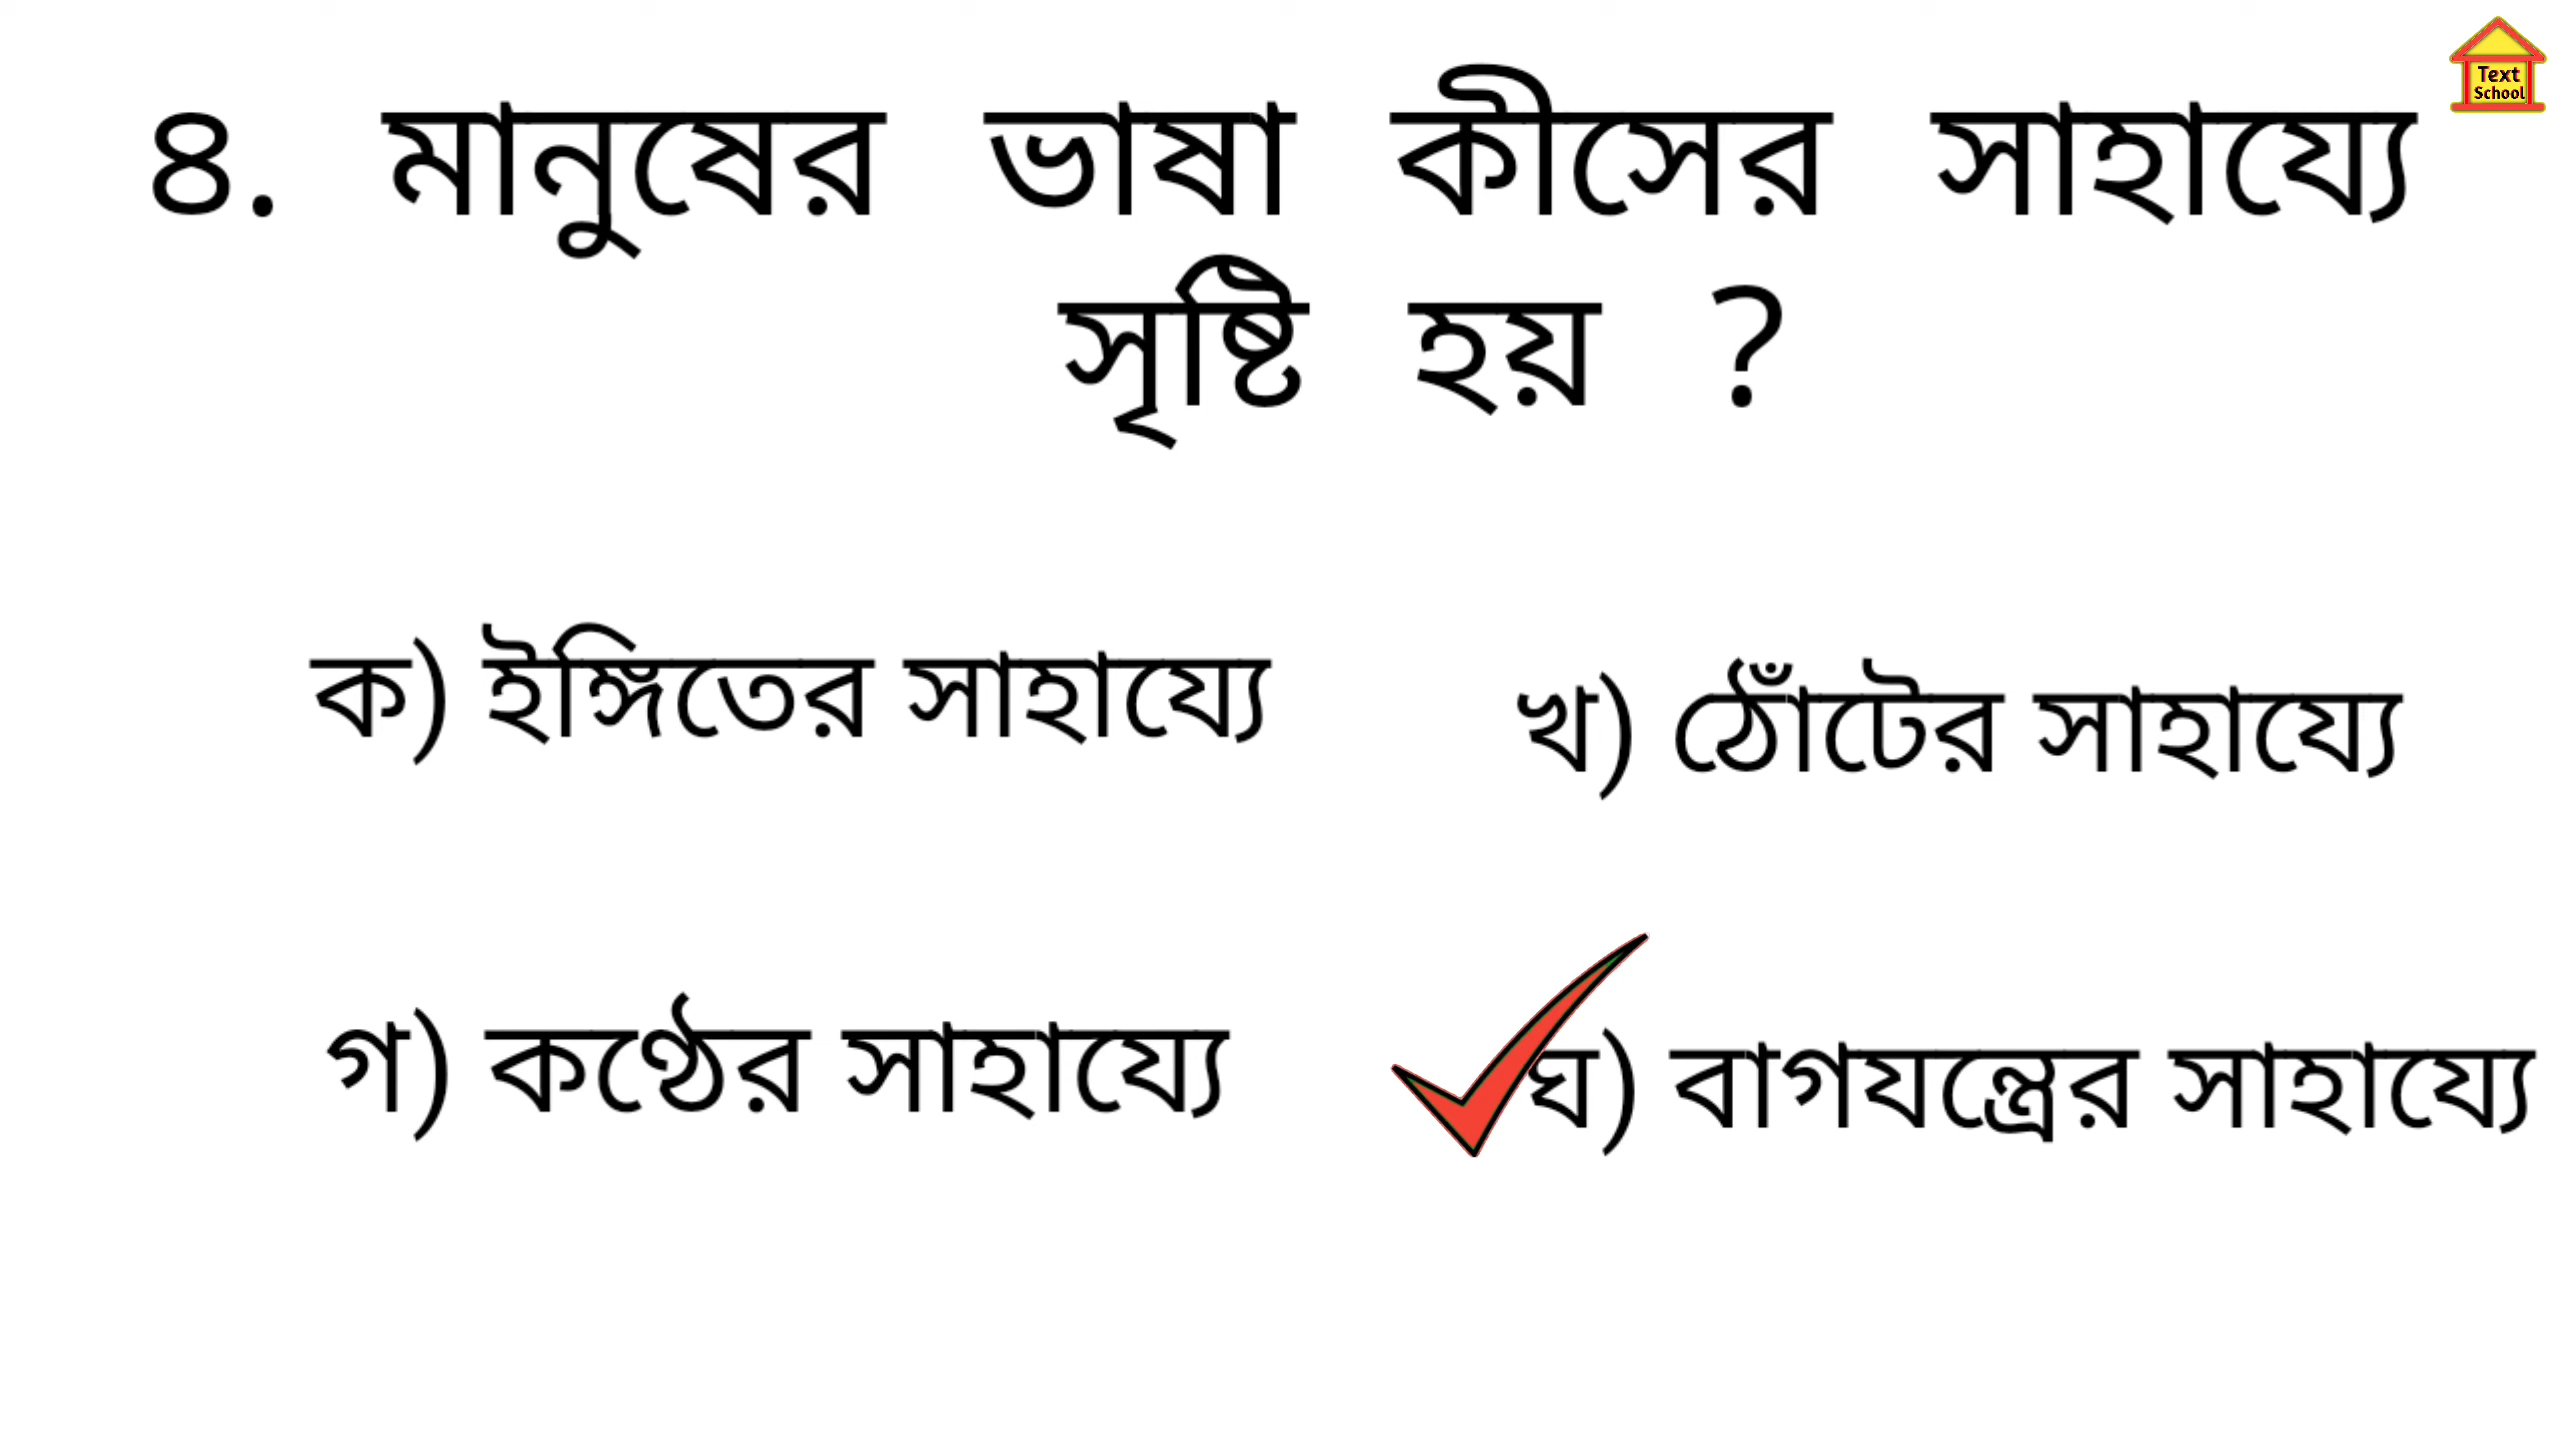 Text
School
৪. মানুষের ভাষা কীসের সাহায্যে
সৃষ্টি হয় ?
ক) ইঙ্গিতের সাহায্যে
খ) ঠোঁটের সাহায্যে
গ) কণ্ঠের সাহায্যে
ঘ) বাগযন্ত্রের সাহায্যে